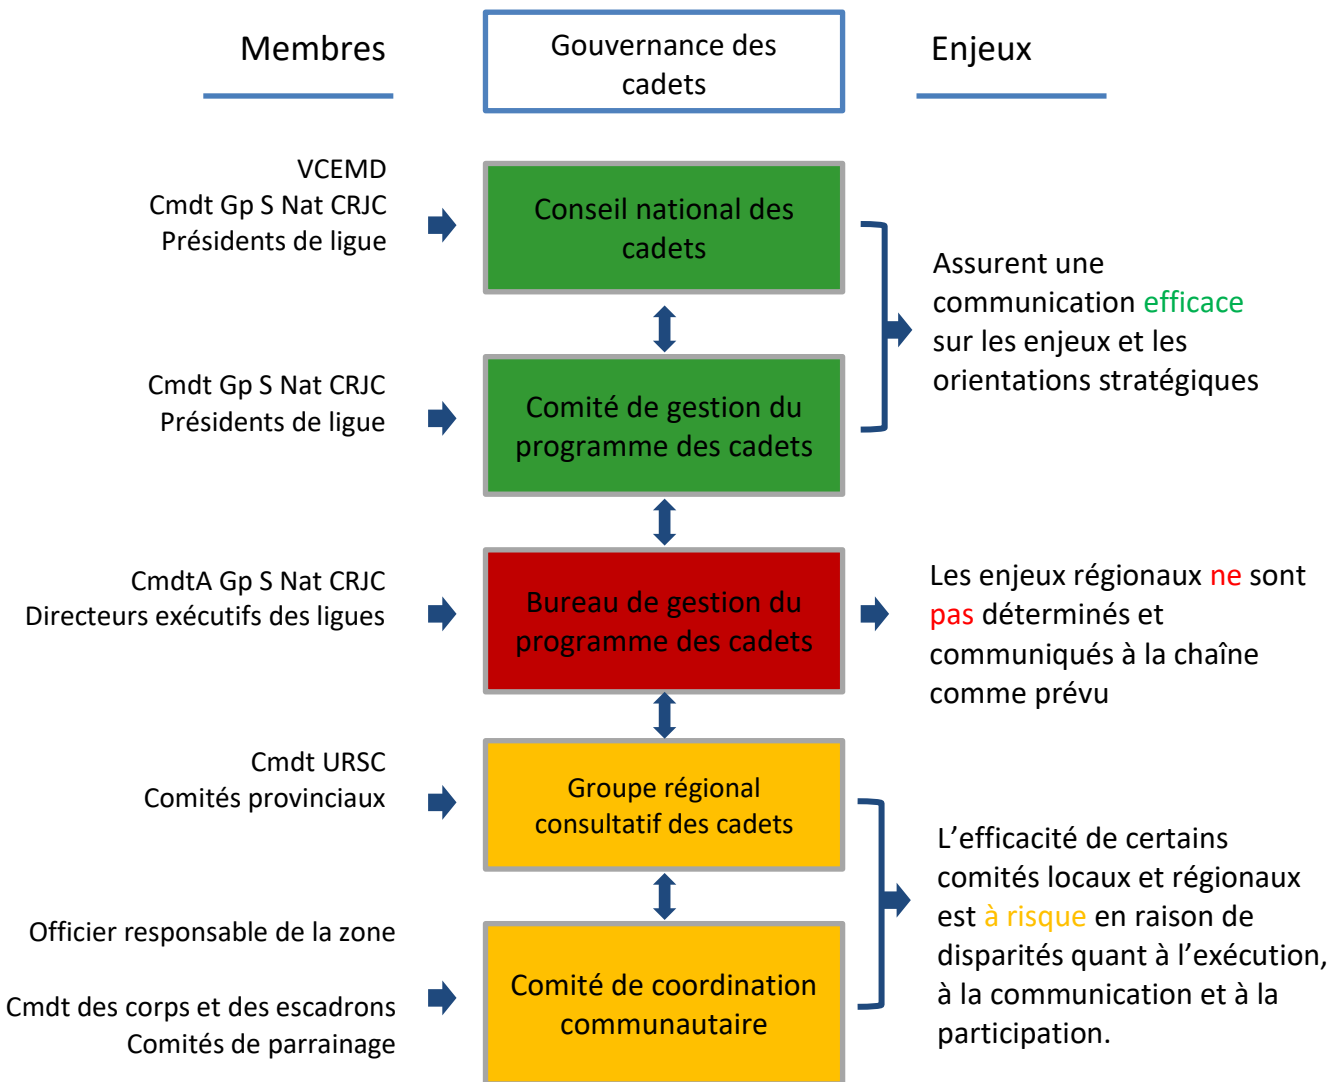 Membres
Gouvernance des
cadets
Enjeux
VCEMD
Cmdt Gp S Nat CRJC
Présidents de ligue
Conseil national des
cadets
Assurent une
communication efficace
sur les enjeux et les
orientations stratégiques
Cmdt Gp S Nat CRJC
Présidents de ligue
Comité de gestion du
programme des cadets
CmdtA Gp S Nat CRJC
Directeurs exécutifs des ligues
Bureau de gestion du
programme des cadets
Les enjeux régionaux ne sont
pas déterminés et
communiqués à la chaîne
comme prévu
Cmdt URSC
Comités provinciaux
Groupe régional
consultatif des cadets
L’efficacité de certains
comités locaux et régionaux
est à risque en raison de
disparités quant à l’exécution,
à la communication et à la
participation.
Officier responsable de la zone
Cmdt des corps et des escadrons
Comités de parrainage
Comité de coordination
communautaire